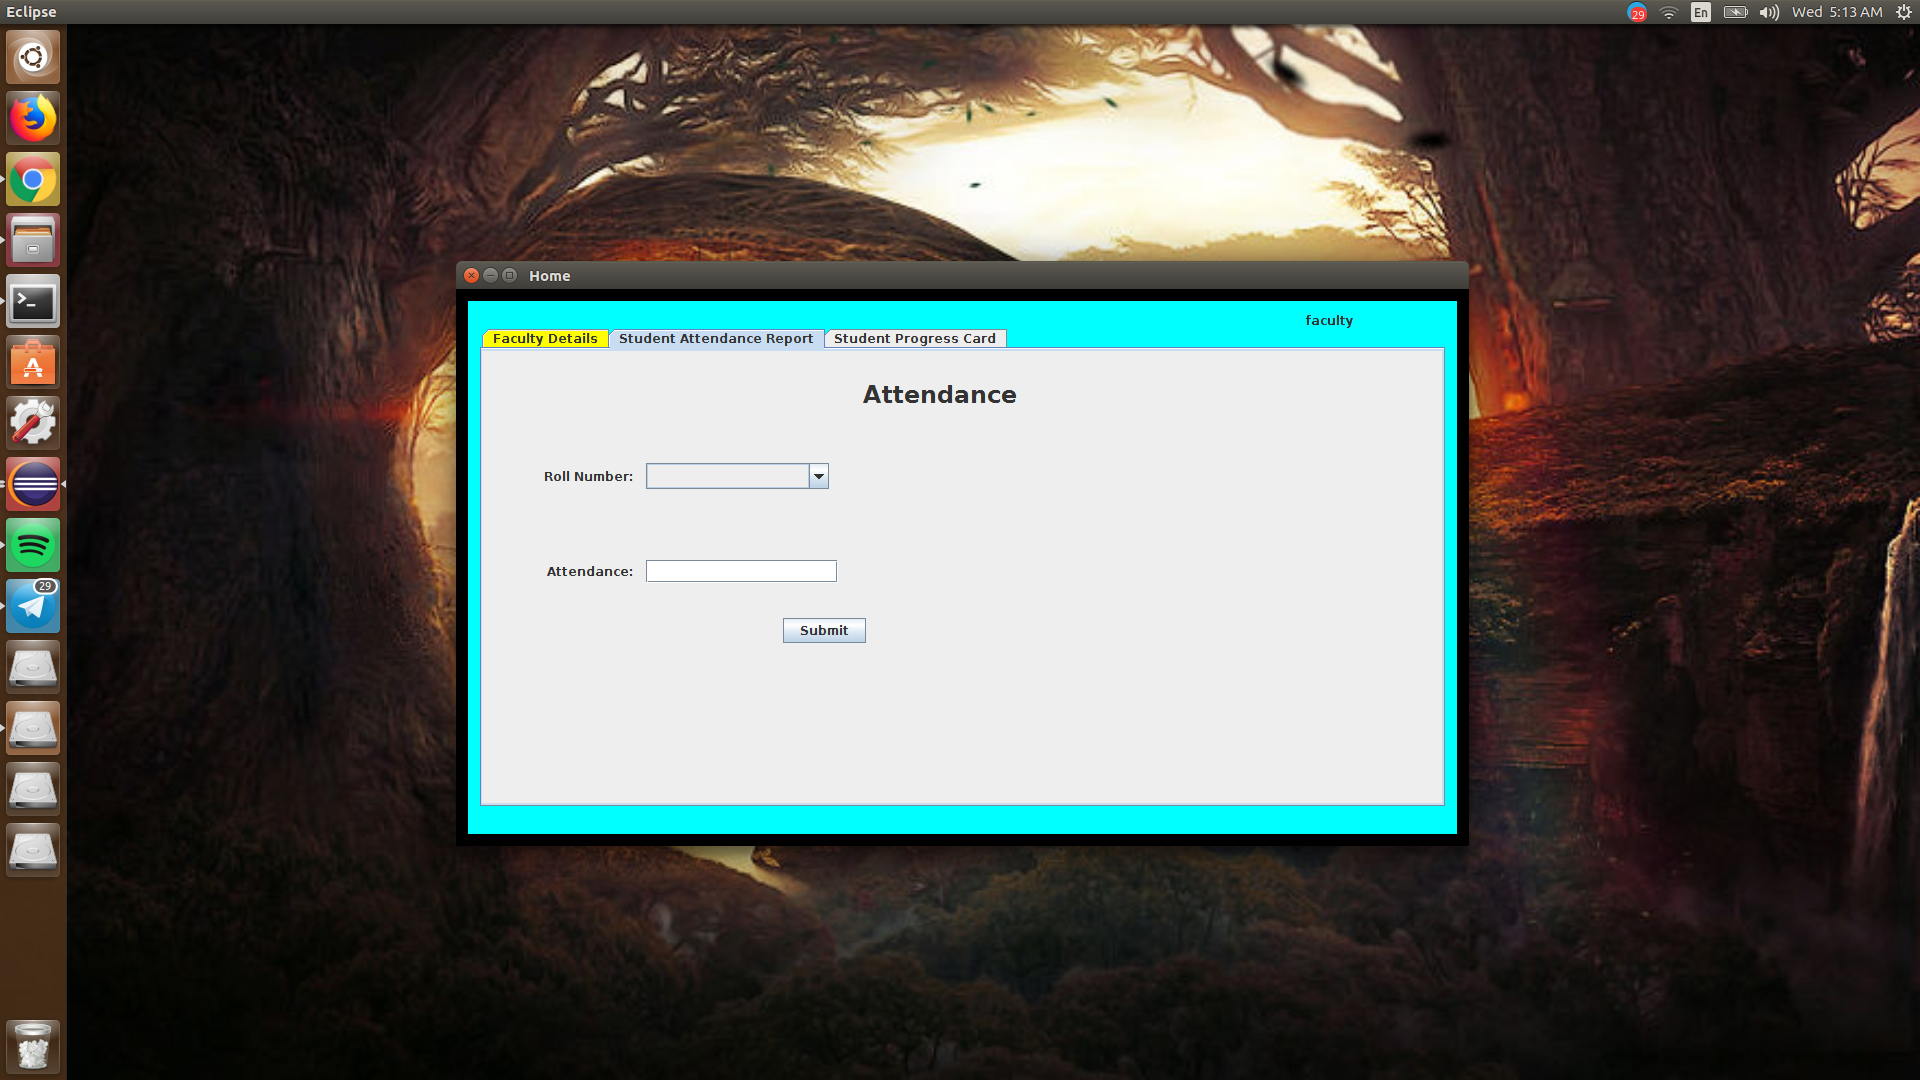 Eclipse
29
En
Wed 5:13 AM
Home
faculty
Faculty Details
Student Attendance Report
Student Progress Card
Attendance
Roll Number:
Attendance:
Submit
29